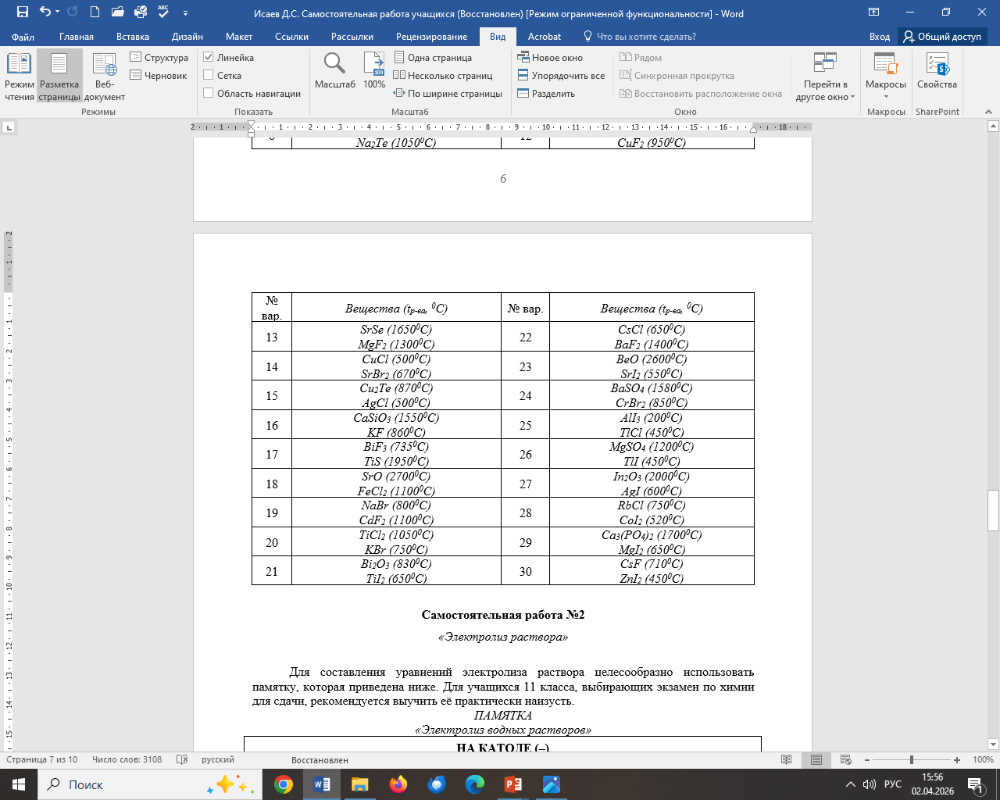 Исаев Д.С. Самостоятельная работа учащихся (Восстановлен) [Режим ограниченной функциональности] - Word
Файл Главная Вставка Дизайн Макет Ссылки Рассылки Рецензирование Вид Acrobat Что вы хотите сделать? Вход Общий доступ
Режим чтения
Разметка страницы
Веб-документ
Структура
Черновик
Режимы
Линейка
Сетка
Область навигации
Показать
Масштаб
100%
Одна страница
Несколько страниц
По ширине страницы
Масштаб
Новое окно
Упорядочить все
Разделить
Рядом
Синхронная прокрутка
Восстановить расположение окна
Окно
Перейти в другое окно
Макросы
Макросы
Свойства
SharePoint
Na2Te (1050⁰C) 12 CuF2 (950⁰C)
6
№ вар. Вещества (tр-ва, ⁰C) № вар. Вещества (tр-ва, ⁰C)
13 SrSe (1650⁰C) 22 CsCl (650⁰C)
MgF2 (1300⁰C) BaF2 (1400⁰C)
14 CuCl (500⁰C) 23 BeO (2600⁰C)
SrBr2 (670⁰C) SrI2 (550⁰C)
15 Cu2Te (870⁰C) 24 BaSO4 (1580⁰C)
AgCl (500⁰C) CrBr2 (850⁰C)
16 CaSiO3 (1550⁰C) 25 AlI3 (200⁰C)
KF (860⁰C) TlCl (450⁰C)
17 BiF3 (735⁰C) 26 MgSO4 (1200⁰C)
TiS (1950⁰C) TlI (450⁰C)
18 SrO (2700⁰C) 27 In2O3 (2000⁰C)
FeCl2 (1100⁰C) AgI (600⁰C)
19 NaBr (800⁰C) 28 RbCl (750⁰C)
CdF2 (1100⁰C) CoI2 (520⁰C)
20 TiCl2 (1050⁰C) 29 Ca3(PO4)2 (1700⁰C)
KBr (750⁰C) MgI2 (650⁰C)
21 Bi2O3 (830⁰C) 30 CsF (710⁰C)
TiI2 (650⁰C) ZnI2 (450⁰C)
Самостоятельная работа №2
«Электролиз раствора»
Для составления уравнений электролиза раствора целесообразно использовать
памятку, которая приведена ниже. Для учащихся 11 класса, выбирающих экзамен по химии
для сдачи, рекомендуется выучить её практически наизусть.
ПАМЯТКА
«Электролиз водных растворов»
НА КАТОДЕ (–)
Страница 7 из 10 Число слов: 3108 русский Восстановлен 100%
Поиск
РУС
15:56
02.04.2026
1